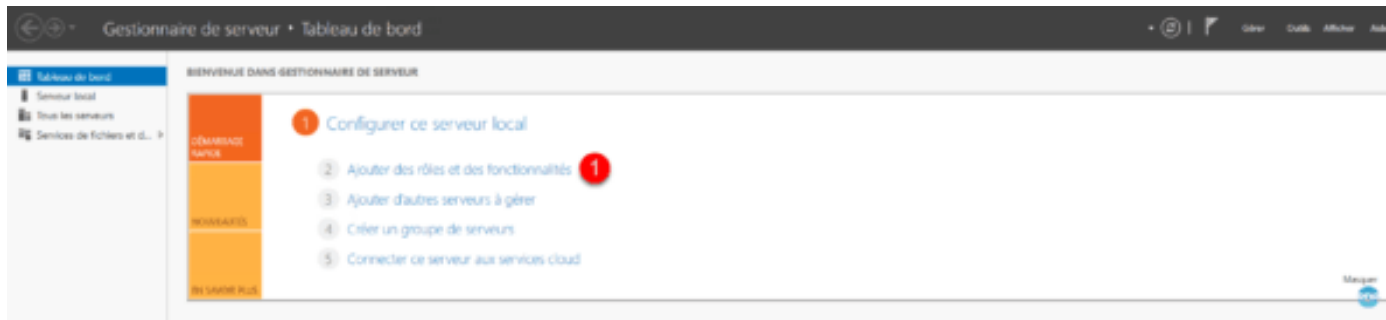 Gestionnaire de serveur • Tableau de bord
Gérer Outils Afficher Aide
Tableau de bord
Serveur local
Tous les serveurs
Services de fichiers et d...
BIENVENUE DANS GESTIONNAIRE DE SERVEUR
DÉMARRAGE
RAPIDE
NOUVEAUTÉS
EN SAVOIR PLUS
1 Configurer ce serveur local
2 Ajouter des rôles et des fonctionnalités 1
3 Ajouter d'autres serveurs à gérer
4 Créer un groupe de serveurs
5 Connecter ce serveur aux services cloud
Masquer